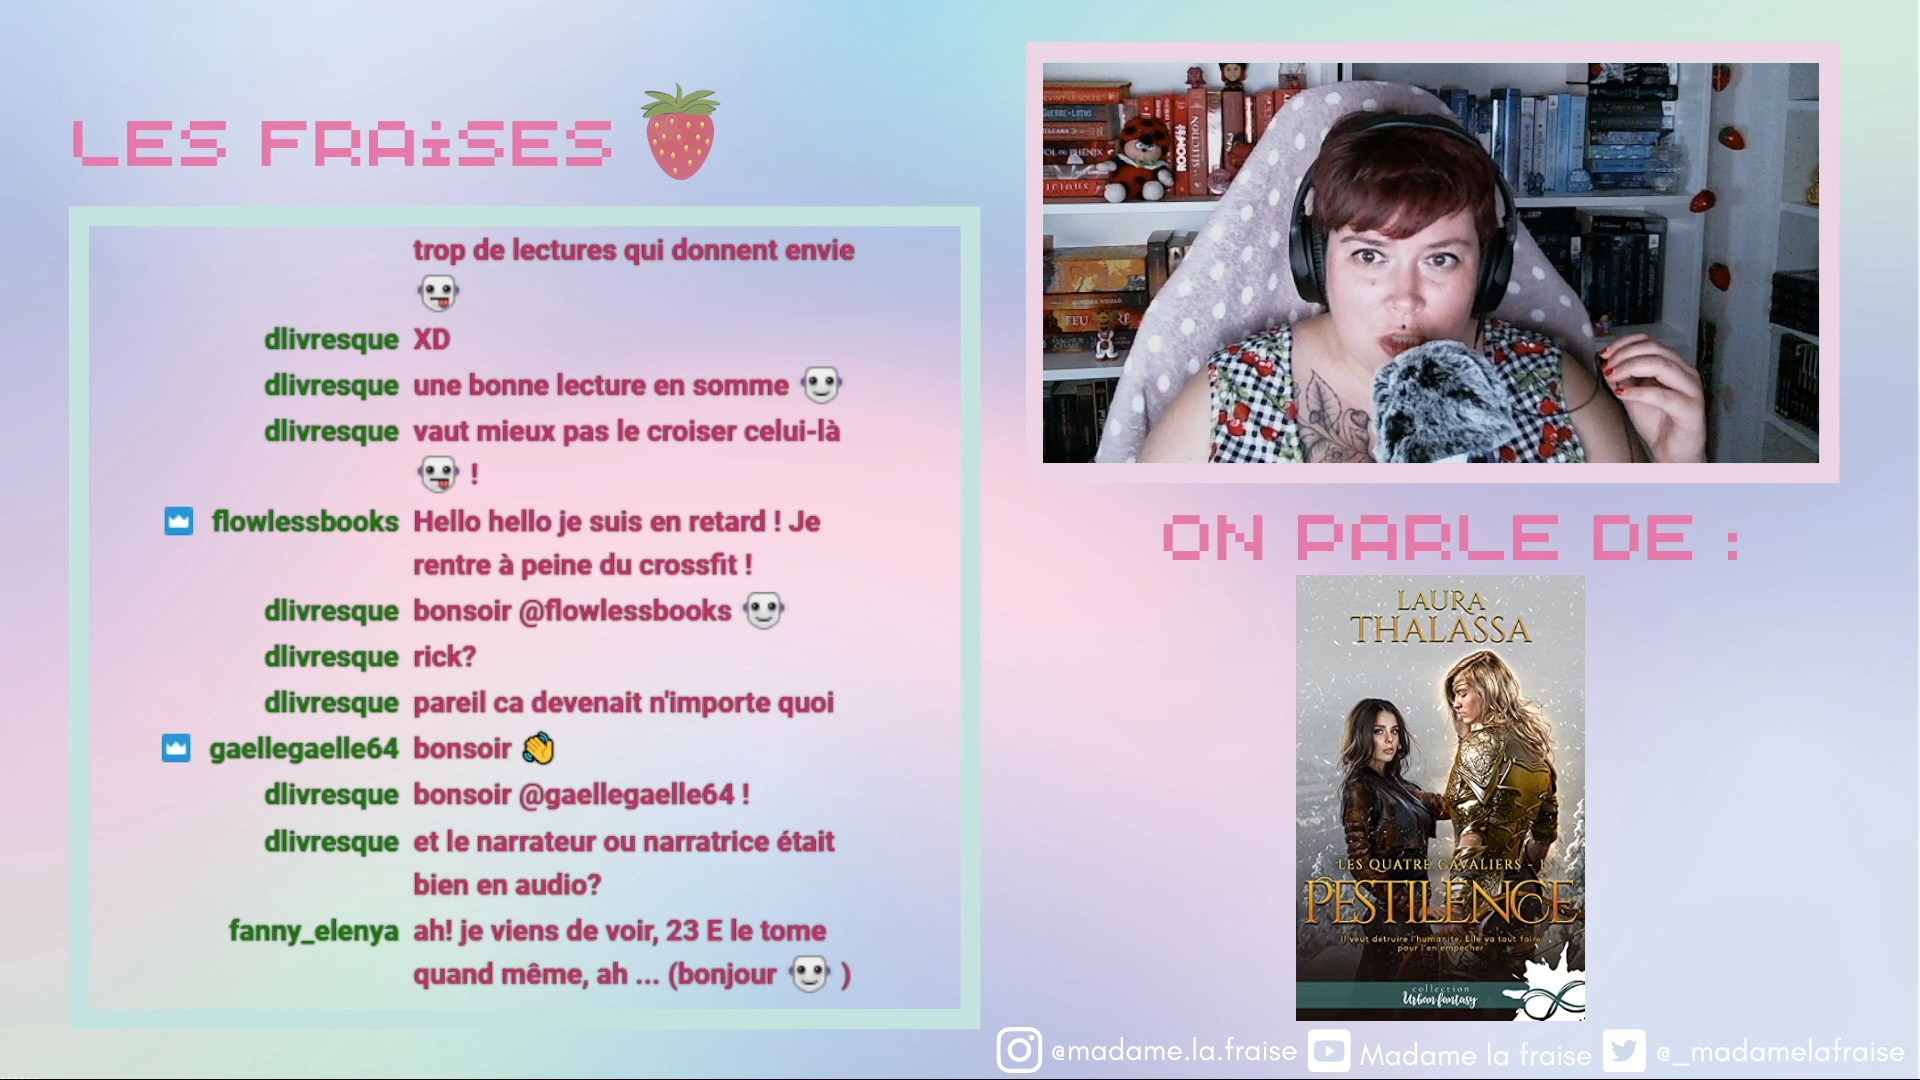 LES FRAiSES
trop de lectures qui donnent envie
dlivresque XD
dlivresque une bonne lecture en somme
dlivresque vaut mieux pas le croiser celui-là
!
flowlessbooks Hello hello je suis en retard ! Je
rentre à peine du crossfit !
dlivresque bonsoir @flowlessbooks
dlivresque rick?
dlivresque pareil ca devenait n'importe quoi
gaellegaelle64 bonsoir 👋
dlivresque bonsoir @gaellegaelle64 !
dlivresque et le narrateur ou narratrice était
bien en audio?
fanny_elenya ah! je viens de voir, 23 E le tome
quand même, ah ... (bonjour )
ROOM
SELECTION
FEU
ON PARLE DE :
LAURA
THALASSA
LES QUATRE CAVALIERS - 1
PESTILENCE
Il veut détruire l'humanité. Elle va tout faire
pour l'en empêcher
collection
Urban fantasy
@madame.la.fraise
Madame la fraise
@_madamelafraise